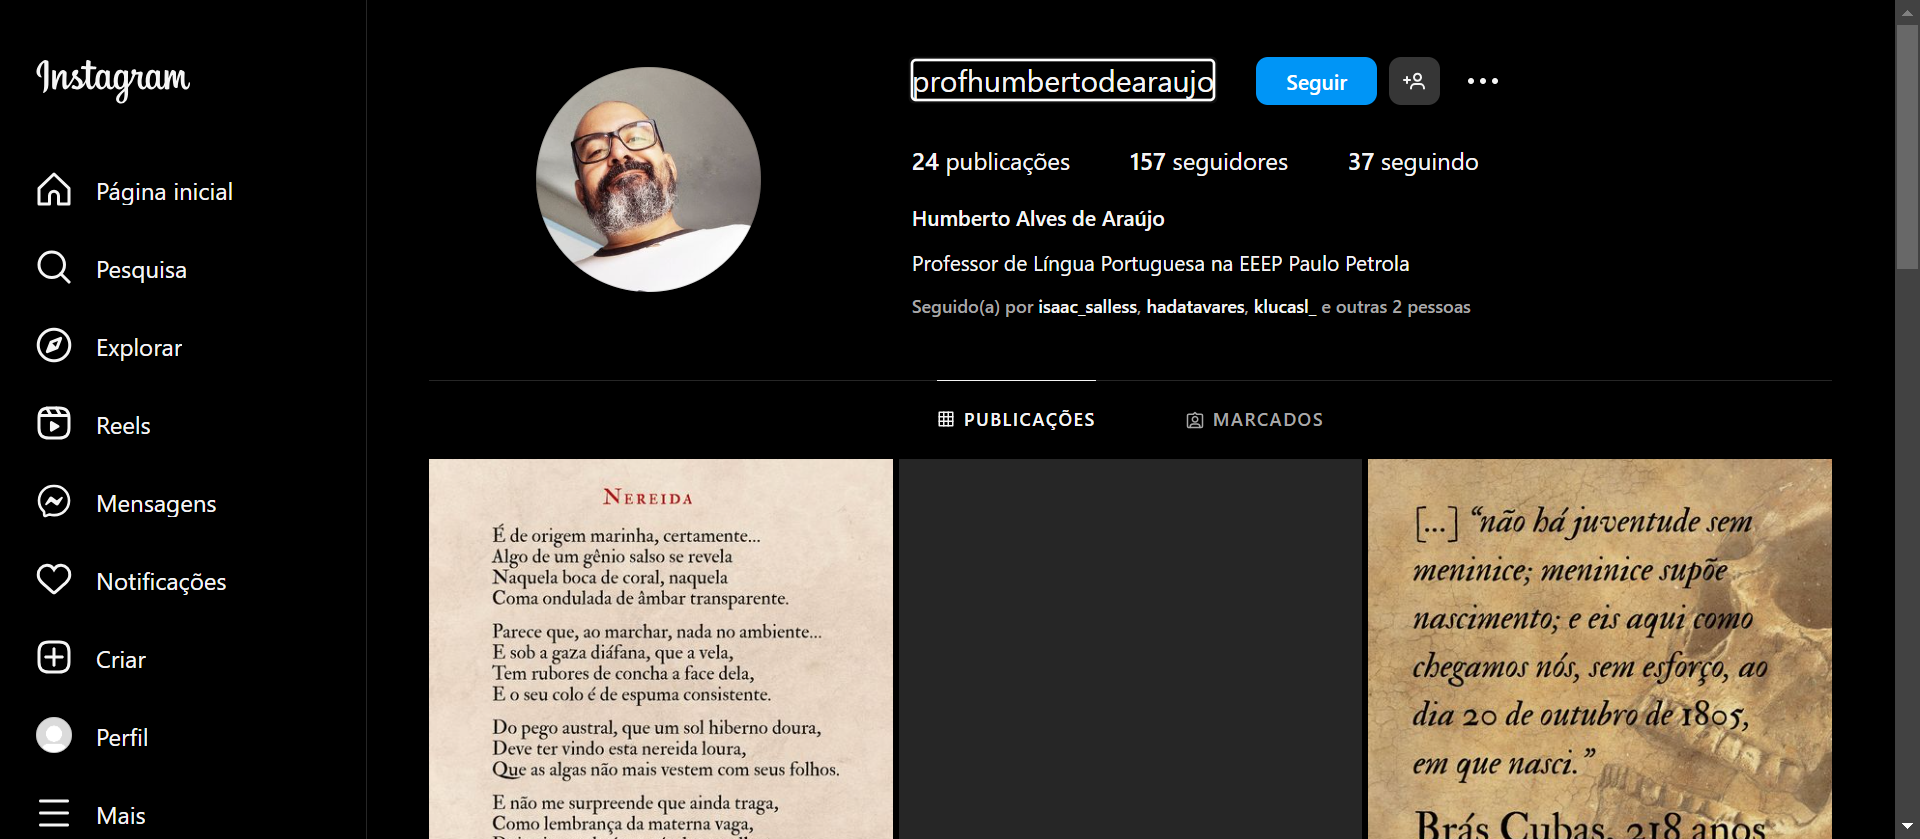 Instagram
Página inicial
Pesquisa
Explorar
Reels
Mensagens
Notificações
Criar
Perfil
Mais
profhumbertodearaujo
Seguir
24 publicações 157 seguidores 37 seguindo
Humberto Alves de Araújo
Professor de Língua Portuguesa na EEEP Paulo Petrola
Seguido(a) por isaac_salless, hadatavares, klucasl_ e outras 2 pessoas
PUBLICAÇÕES
MARCADOS
NEREIDA
É de origem marinha, certamente...
Algo de um gênio salso se revela
Naquela boca de coral, naquela
Coma ondulada de âmbar transparente.
Parece que, ao marchar, nada no ambiente...
E sob a gaza diáfana, que a vela,
Tem rubores de concha a face dela,
E o seu colo é de espuma consistente.
Do pego austral, que um sol hiberno doura,
Deve ter vindo esta nereida loura,
Que as algas não mais vestem com seus folhos.
E não me surpreende que ainda traga,
Como lembrança da materna vaga,
[...] “não há juventude sem
meninice; meninice supõe
nascimento; e eis aqui como
chegamos nós, sem esforço, ao
dia 20 de outubro de 1805,
em que nasci.”
Brás Cubas, 218 anos